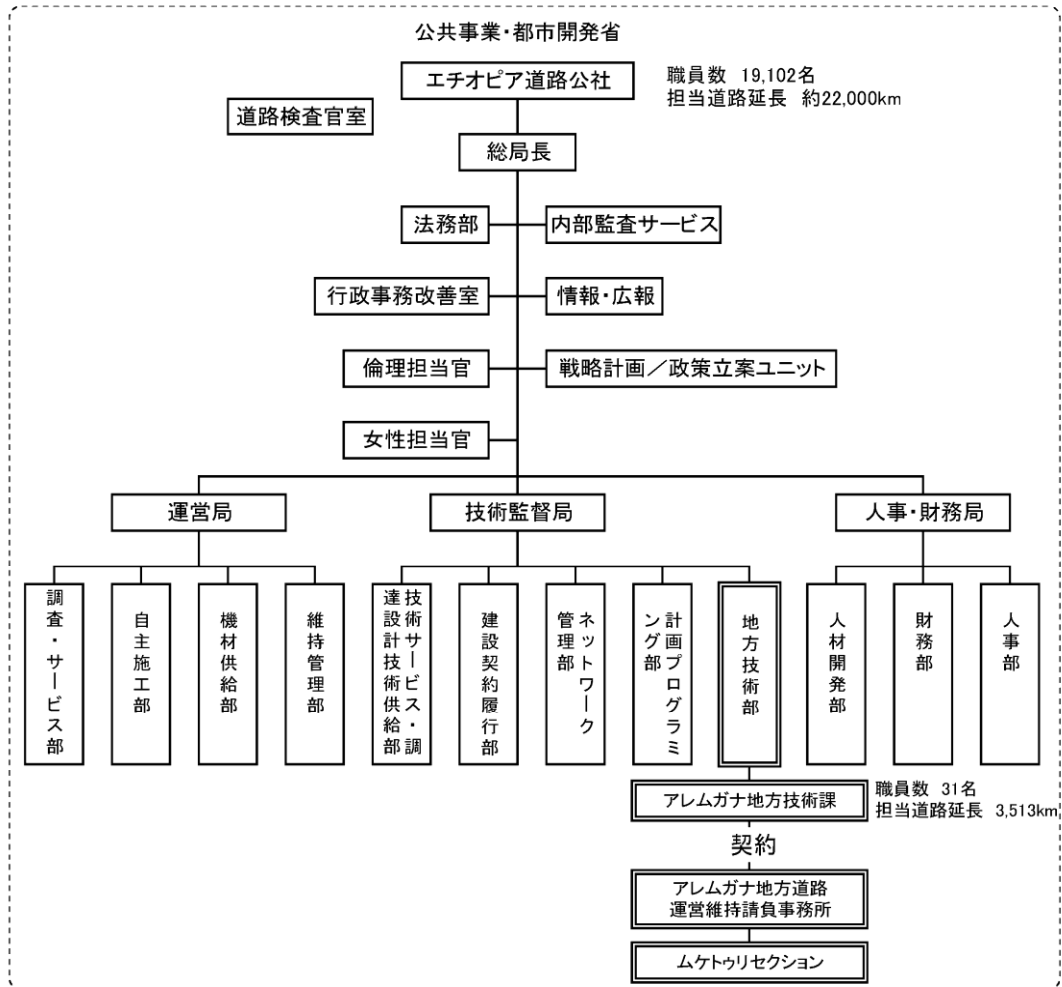 公共事業・都市開発省
エチオピア道路公社
職員数 19,102名
担当道路延長 約22,000km
道路検査官室
総局長
法務部
内部監査サービス
行政事務改善室
情報・広報
倫理担当官
戦略計画／政策立案ユニット
女性担当官
運営局
技術監督局
人事・財務局
調査・サービス部
自主施工部
機材供給部
維持管理部
技術サービス・調
達設計技術供給部
建設契約履行部
ネットワーク
管理部
計画プログラミ
ング部
地方技術部
人材開発部
財務部
人事部
アレムガナ地方技術課
職員数 31名
担当道路延長 3,513km
契約
アレムガナ地方道路
運営維持請負事務所
ムケトゥリセクション